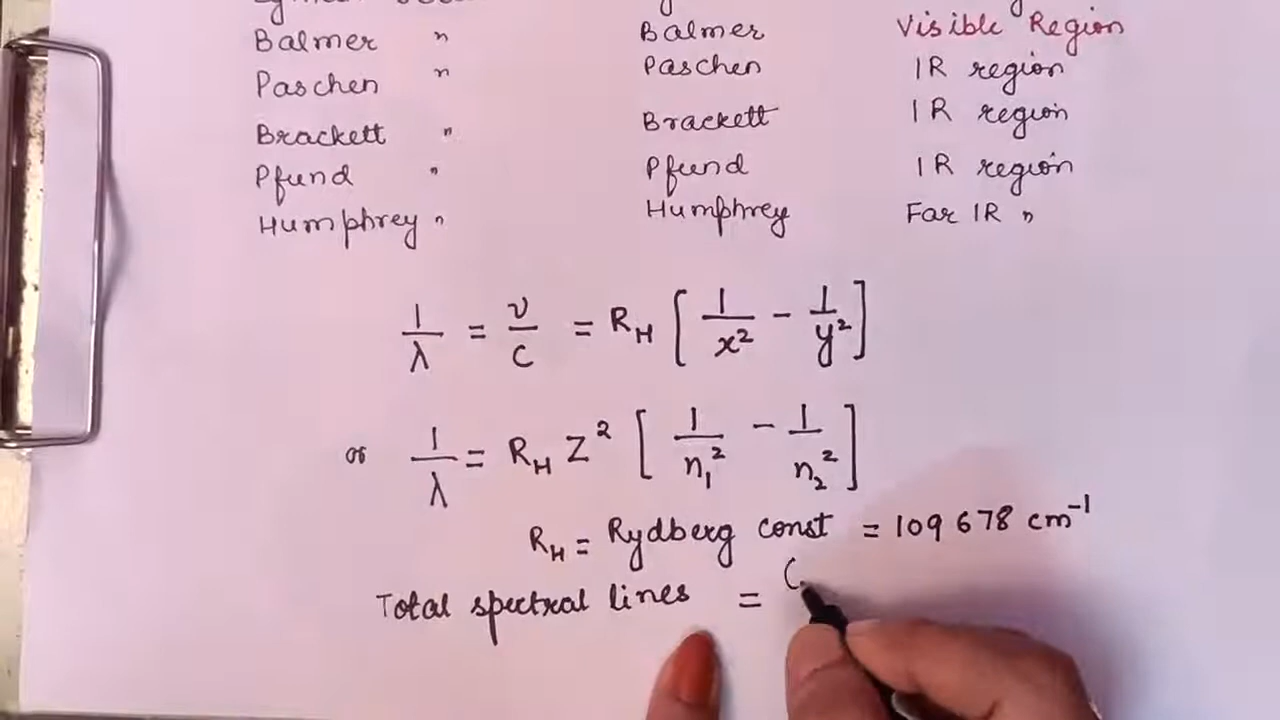 Balmer " Balmer Visible Region
Paschen " Paschen IR region
Brackett " Brackett IR region
Pfund " Pfund IR region
Humphrey " Humphrey Far IR "
1/λ = ν/c = R_H [ 1/x² - 1/y² ]
or 1/λ = R_H Z² [ 1/n₁² - 1/n₂² ]
R_H = Rydberg const = 109 678 cm⁻¹
Total spectral lines = (